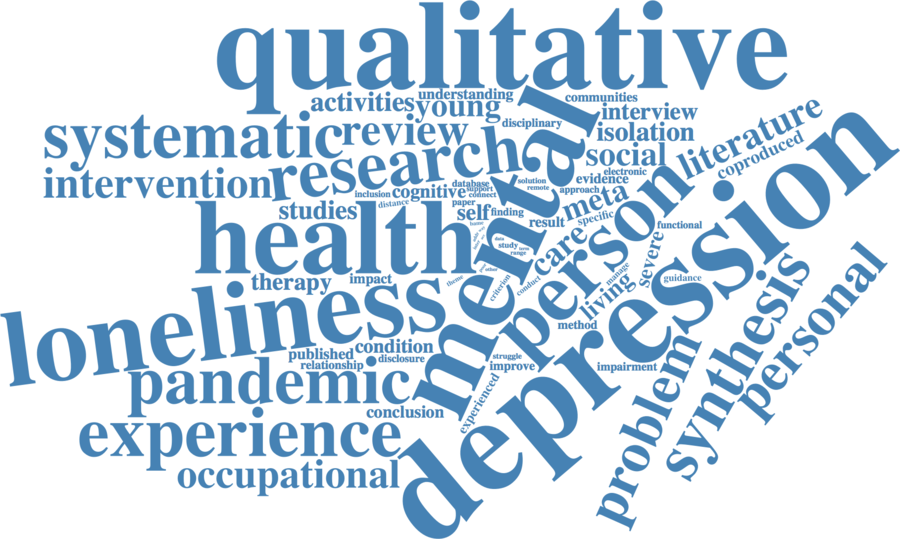 qualitative
understanding
communities
activities
young
interview
disciplinary
systematic
review
isolation
mental
literature
research
social
coproduced
electronic
intervention
database
solution
evidence
cognitive
support
remote
approach
inclusion
connect
meta
distance
paper
studies
self
finding
specific
result
person
functional
health
care
data
study
term
range
severe
depression
therapy
impact
theme
criterion
conduct
living
manage
guidance
synthesis
personal
loneliness
method
condition
published
disclosure
relationship
struggle
improve
impairment
pandemic
experienced
problem
conclusion
experience
occupational